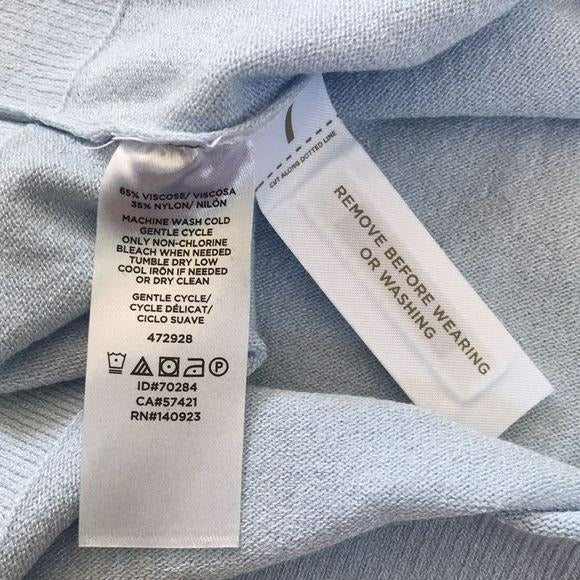 65% VISCOSE/ VISCOSA
35% NYLON/ NILÓN
MACHINE WASH COLD
GENTLE CYCLE
ONLY NON-CHLORINE
BLEACH WHEN NEEDED
TUMBLE DRY LOW
COOL IRON IF NEEDED
OR DRY CLEAN
GENTLE CYCLE/
CYCLE DÉLICAT/
CICLO SUAVE
472928
P
ID#70284
CA#57421
RN#140923
CUT ALONG DOTTED LINE
REMOVE BEFORE WEARING
OR WASHING